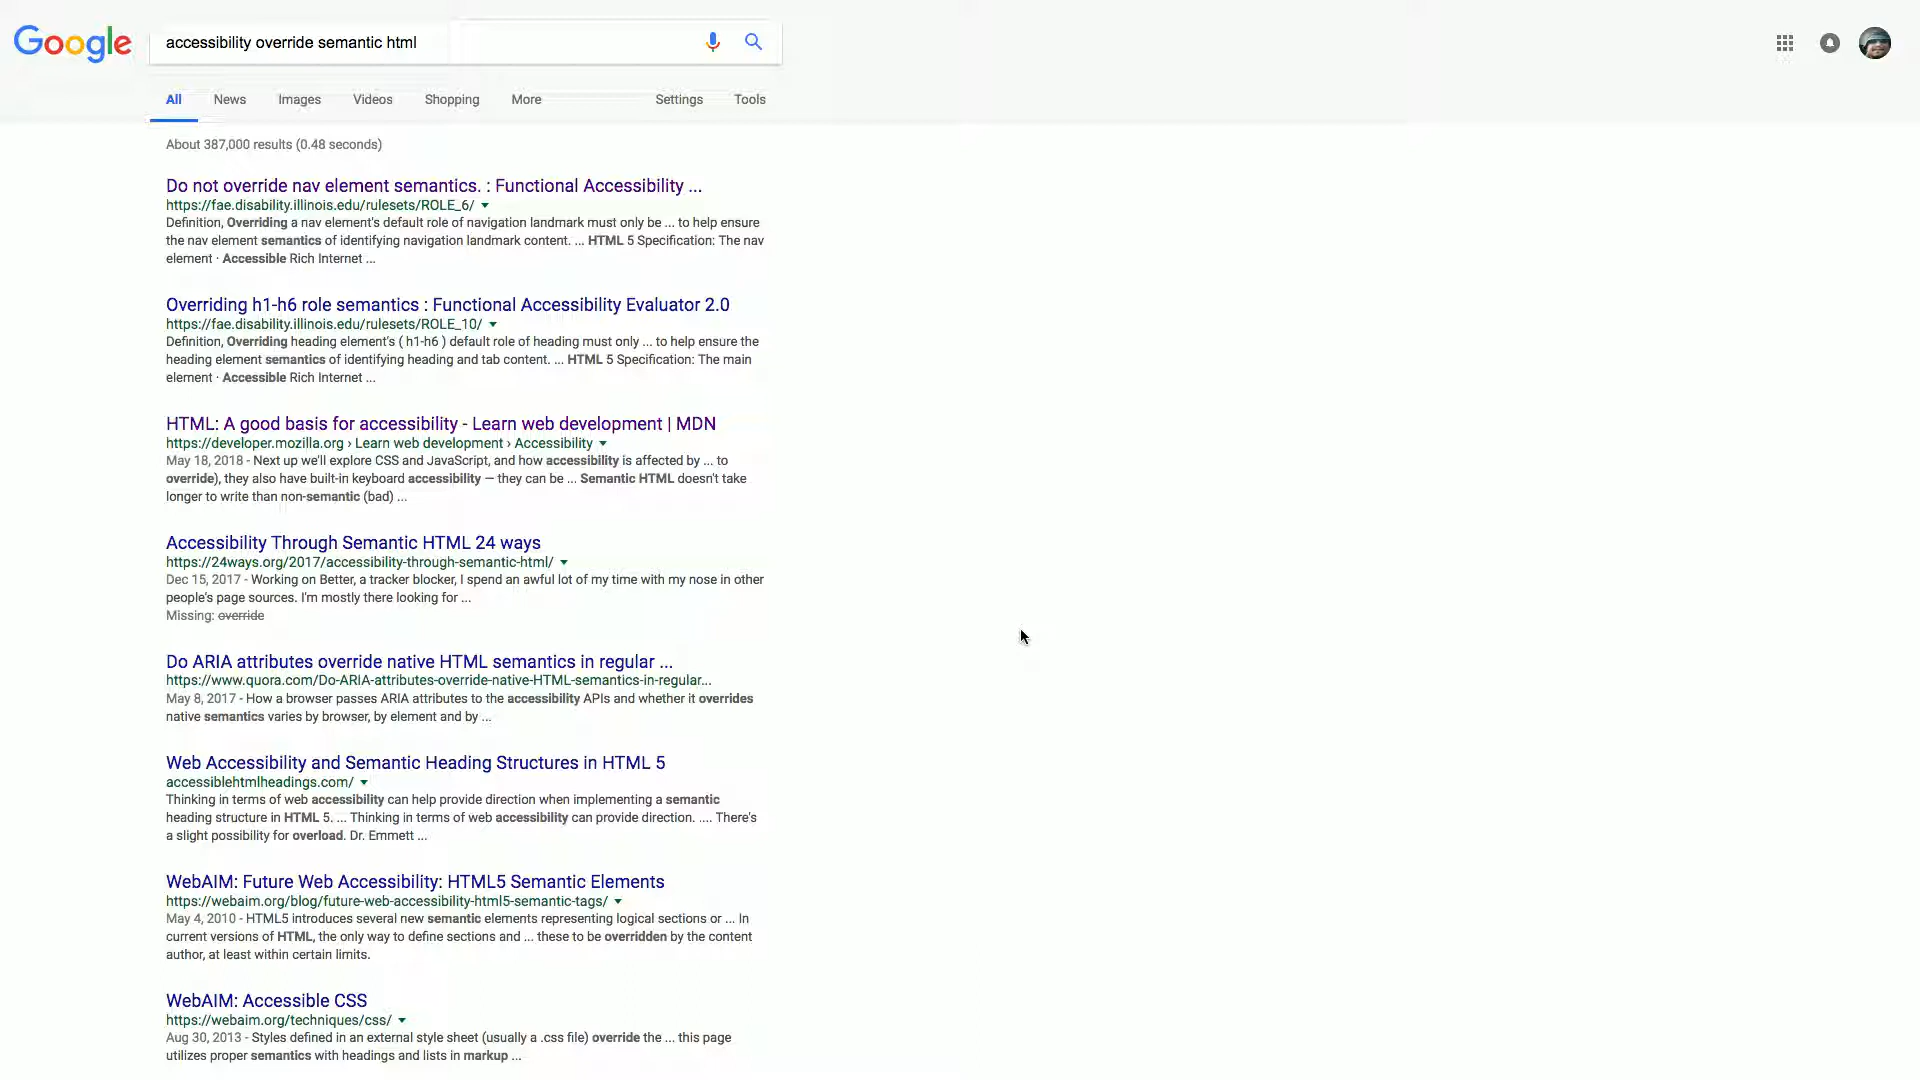 Google
accessibility override semantic html
All News Images Videos Shopping More Settings Tools
About 387,000 results (0.48 seconds)
Do not override nav element semantics. : Functional Accessibility ...
https://fae.disability.illinois.edu/rulesets/ROLE_6/
Definition, Overriding a nav element's default role of navigation landmark must only be ... to help ensure
the nav element semantics of identifying navigation landmark content. ... HTML 5 Specification: The nav
element · Accessible Rich Internet ...
Overriding h1-h6 role semantics : Functional Accessibility Evaluator 2.0
https://fae.disability.illinois.edu/rulesets/ROLE_10/
Definition, Overriding heading element's ( h1-h6 ) default role of heading must only ... to help ensure the
heading element semantics of identifying heading and tab content. ... HTML 5 Specification: The main
element · Accessible Rich Internet ...
HTML: A good basis for accessibility - Learn web development | MDN
https://developer.mozilla.org › Learn web development › Accessibility
May 18, 2018 - Next up we'll explore CSS and JavaScript, and how accessibility is affected by ... to
override), they also have built-in keyboard accessibility — they can be ... Semantic HTML doesn't take
longer to write than non-semantic (bad) ...
Accessibility Through Semantic HTML 24 ways
https://24ways.org/2017/accessibility-through-semantic-html/
Dec 15, 2017 - Working on Better, a tracker blocker, I spend an awful lot of my time with my nose in other
people's page sources. I'm mostly there looking for ...
Missing: override
Do ARIA attributes override native HTML semantics in regular ...
https://www.quora.com/Do-ARIA-attributes-override-native-HTML-semantics-in-regular...
May 8, 2017 - How a browser passes ARIA attributes to the accessibility APIs and whether it overrides
native semantics varies by browser, by element and by ...
Web Accessibility and Semantic Heading Structures in HTML 5
accessiblehtmlheadings.com/
Thinking in terms of web accessibility can help provide direction when implementing a semantic
heading structure in HTML 5. ... Thinking in terms of web accessibility can provide direction. .... There's
a slight possibility for overload. Dr. Emmett ...
WebAIM: Future Web Accessibility: HTML5 Semantic Elements
https://webaim.org/blog/future-web-accessibility-html5-semantic-tags/
May 4, 2010 - HTML5 introduces several new semantic elements representing logical sections or ... In
current versions of HTML, the only way to define sections and ... these to be overridden by the content
author, at least within certain limits.
WebAIM: Accessible CSS
https://webaim.org/techniques/css/
Aug 30, 2013 - Styles defined in an external style sheet (usually a .css file) override the ... this page
utilizes proper semantics with headings and lists in markup ...